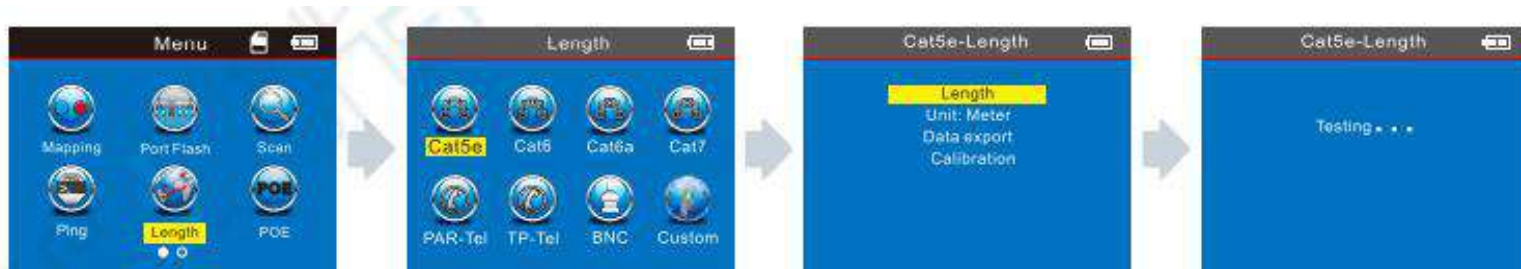 Menu
Mapping
Port Flash
Scan
Ping
Length
POE
POE
Length
Cat5e
Cat6
Cat6a
Cat7
PAR-Tel
TP-Tel
BNC
Custom
Cat5e-Length
Length
Unit: Meter
Data export
Calibration
Cat5e-Length
Testing...